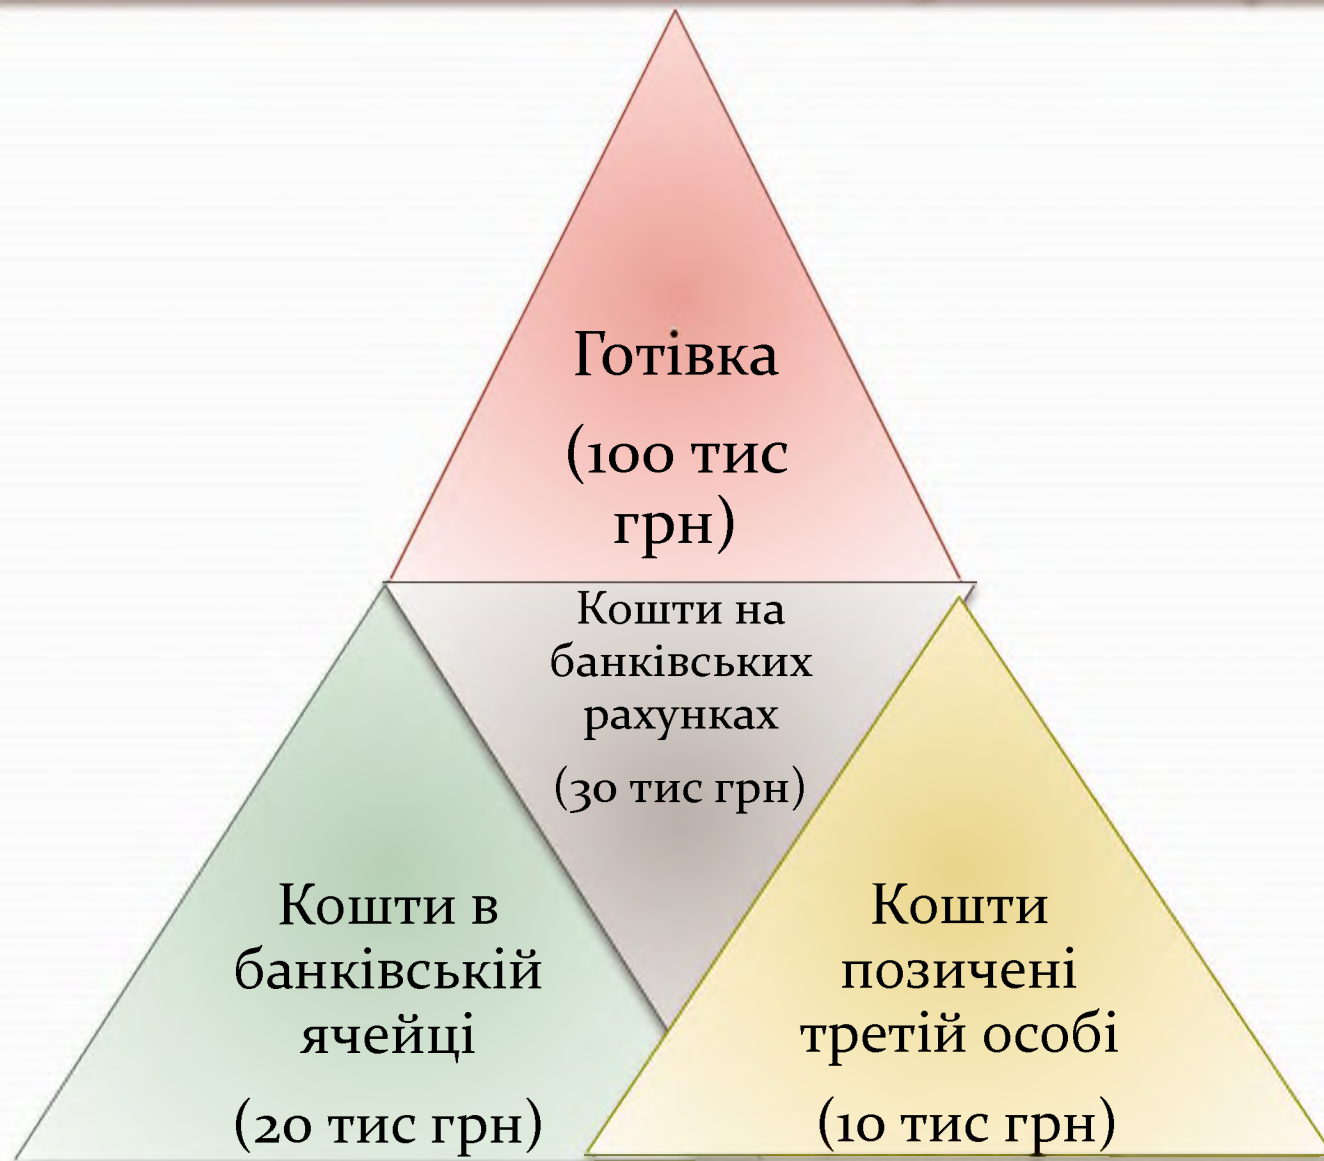 Готівка
(100 тис
грн)
Кошти на
банківських
рахунках
(30 тис грн)
Кошти в
банківській
ячейці
(20 тис грн)
Кошти
позичені
третій особі
(10 тис грн)